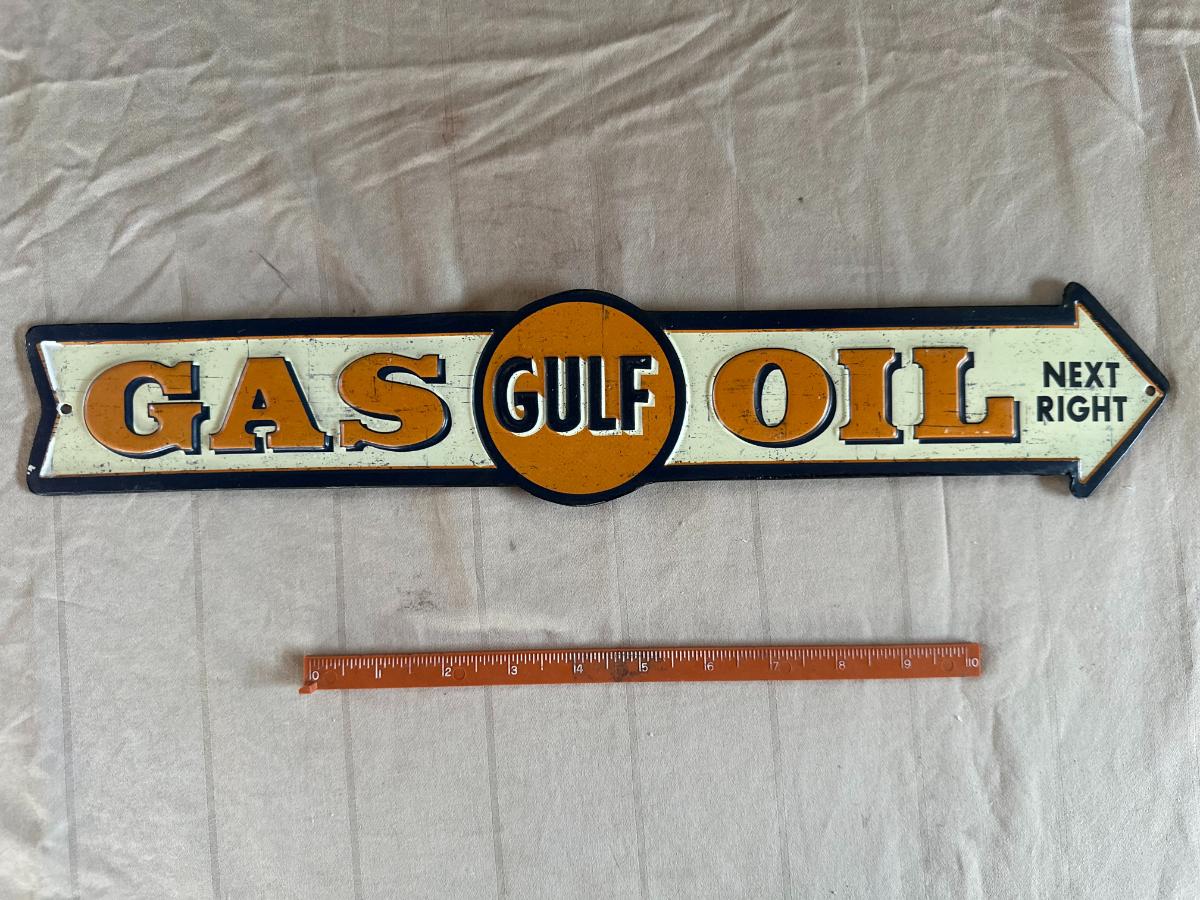 GAS GULF OIL
NEXT
RIGHT
0 1 2 3 4 5 6 7 8 9 10